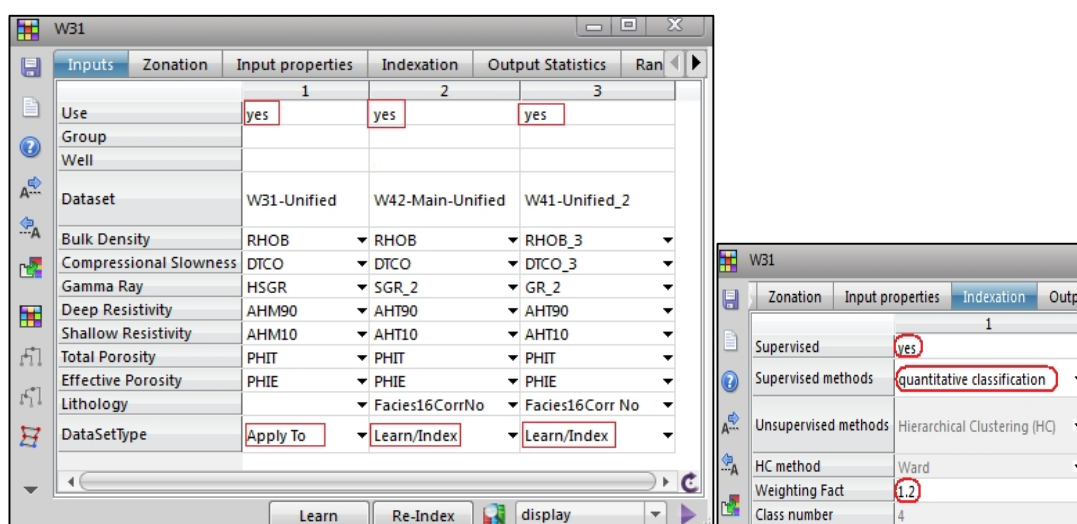 W31
Inputs Zonation Input properties Indexation Output Statistics Ran
1 2 3
Use yes yes yes
Group
Well
Dataset W31-Unified W42-Main-Unified W41-Unified_2
Bulk Density RHOB RHOB RHOB_3
Compressional Slowness DTCO DTCO DTCO_3
Gamma Ray HSGR SGR_2 GR_2
Deep Resistivity AHM90 AHT90 AHT90
Shallow Resistivity AHM10 AHT10 AHT10
Total Porosity PHIT PHIT PHIT
Effective Porosity PHIE PHIE PHIE
Lithology Facies16CorrNo Facies16Corr No
DataSetType Apply To Learn/Index Learn/Index
Learn Re-Index display
W31
Zonation Input properties Indexation Outp
1
Supervised yes
Supervised methods quantitative classification
Unsupervised methods Hierarchical Clustering (HC)
HC method Ward
Weighting Fact 1.2
Class number 4